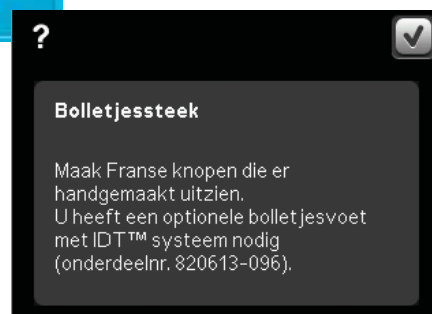 ?
Bolletjessteek
Maak Franse knopen die er
handgemaakt uitzien.
U heeft een optionele bolletjesvoet
met IDT™ systeem nodig
(onderdeelnr. 820613-096).